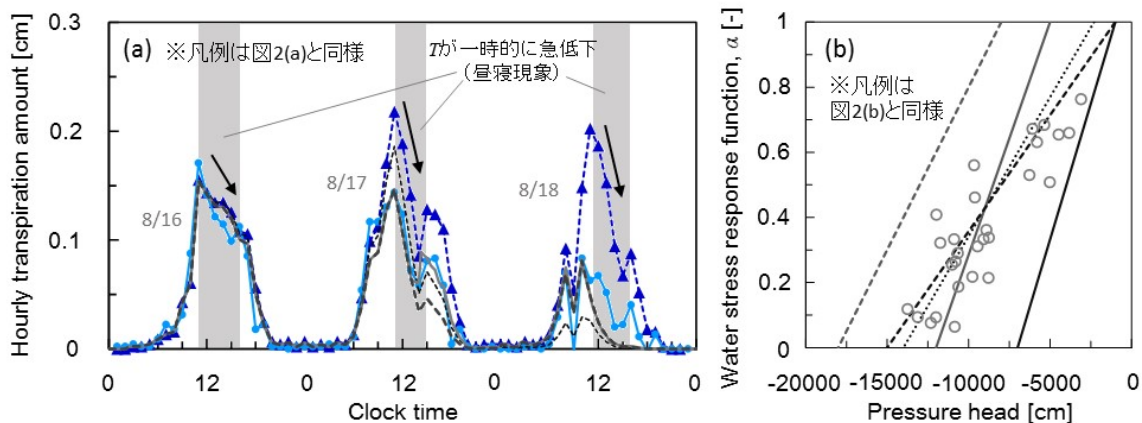 Hourly transpiration amount [cm]
0.3
0.2
0.1
0
(a)
※凡例は図2(a)と同様
Tが一時的に急低下
(昼寝現象)
8/16
8/17
8/18
0
12
0
12
0
12
0
Clock time
Water stress response function, α [-]
1
0.8
0.6
0.4
0.2
0
(b)
※凡例は
図2(b)と同様
-20000
-15000
-10000
-5000
0
Pressure head [cm]